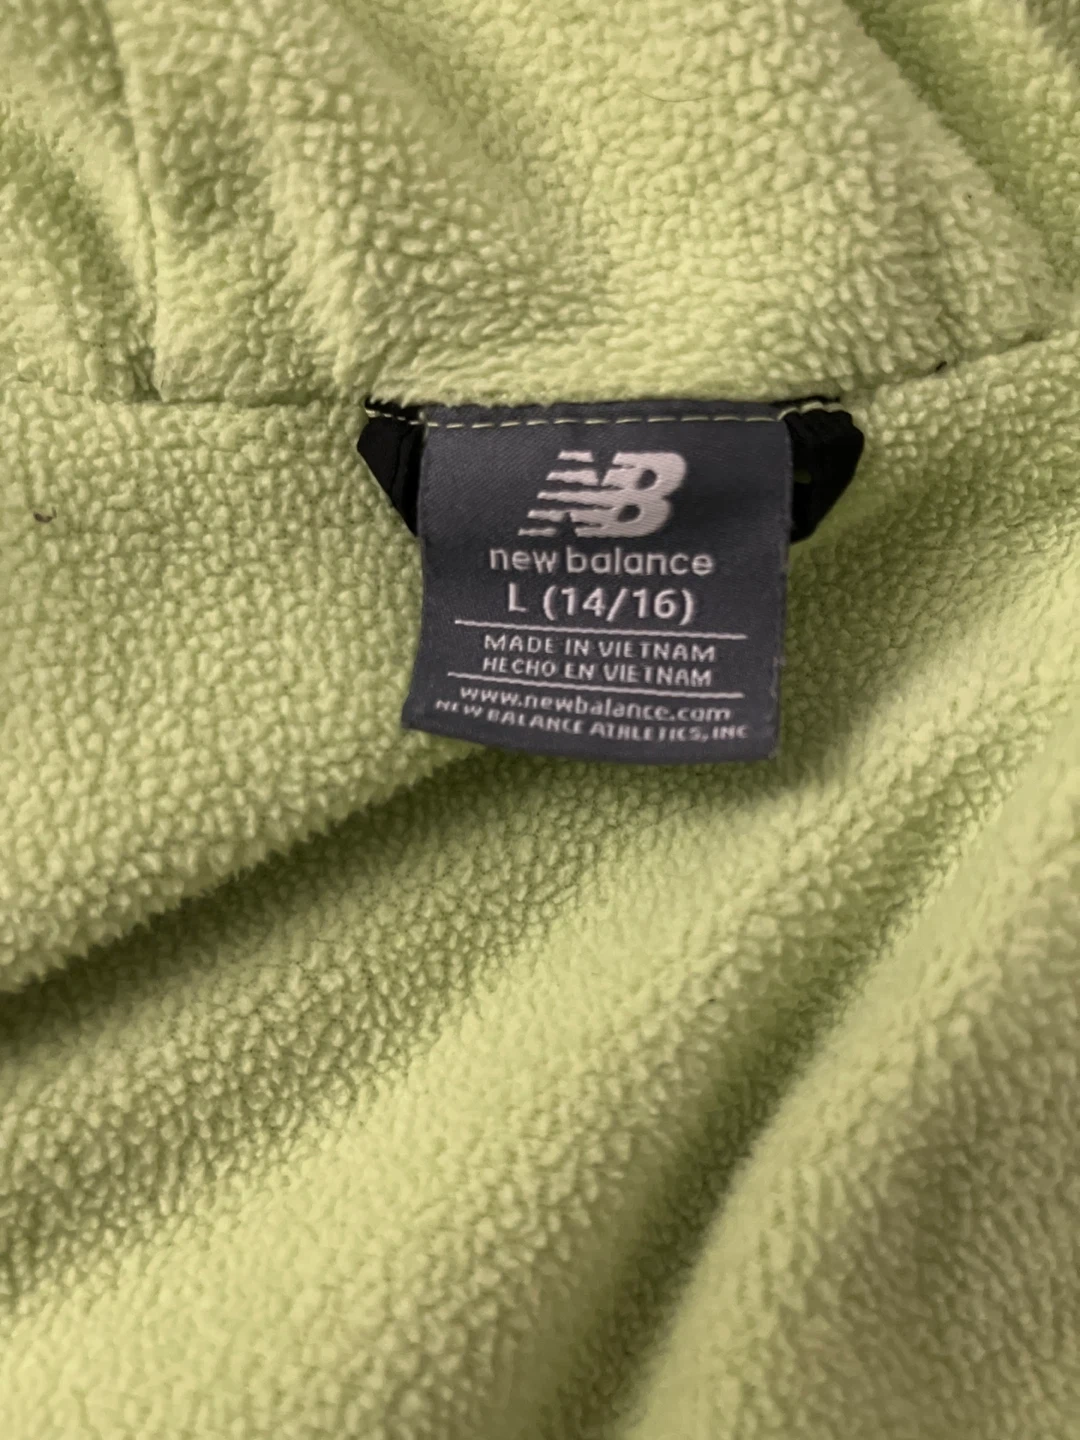 NB
new balance
L (14/16)
MADE IN VIETNAM
HECHO EN VIETNAM
www.newbalance.com
NEW BALANCE ATHLETICS, INC